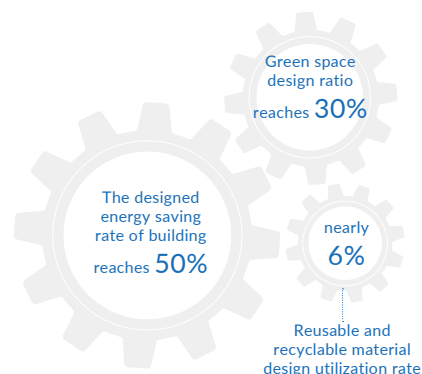 Green space
design ratio
reaches 30%
The designed
energy saving
rate of building
reaches 50%
nearly
6%
Reusable and
recyclable material
design utilization rate